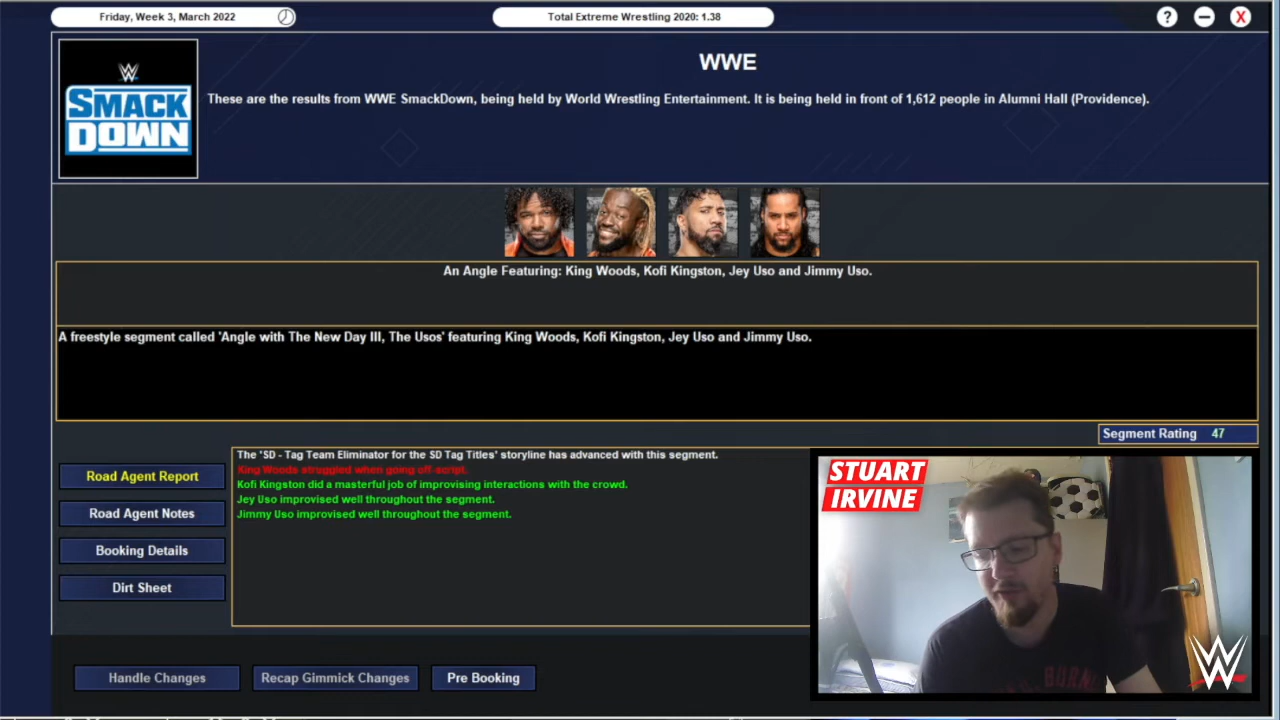 Friday, Week 3, March 2022
Total Extreme Wrestling 2020: 1.38
?
X
W
SMACK
DOWN
WWE
These are the results from WWE SmackDown, being held by World Wrestling Entertainment. It is being held in front of 1,612 people in Alumni Hall (Providence).
An Angle Featuring: King Woods, Kofi Kingston, Jey Uso and Jimmy Uso.
A freestyle segment called 'Angle with The New Day III, The Usos' featuring King Woods, Kofi Kingston, Jey Uso and Jimmy Uso.
Segment Rating 47
Road Agent Report
Road Agent Notes
Booking Details
Dirt Sheet
The 'SD - Tag Team Eliminator for the SD Tag Titles' storyline has advanced with this segment.
King Woods struggled when going off-script.
Kofi Kingston did a masterful job of improvising interactions with the crowd.
Jey Uso improvised well throughout the segment.
Jimmy Uso improvised well throughout the segment.
STUART
IRVINE
W
Handle Changes
Recap Gimmick Changes
Pre Booking